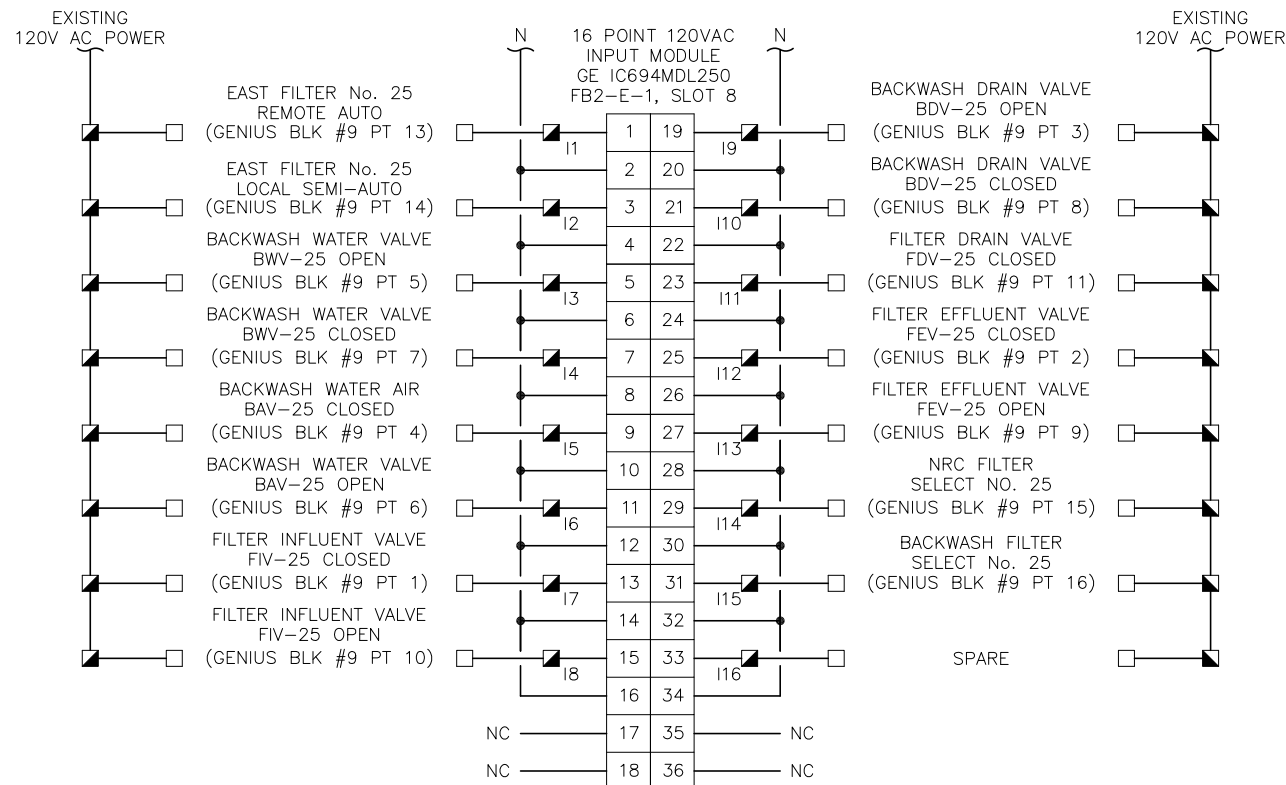 EXISTING
120V AC POWER
N
16 POINT 120VAC
INPUT MODULE
GE IC694MDL250
FB2-E-1, SLOT 8
N
EXISTING
120V AC POWER
EAST FILTER No. 25
REMOTE AUTO
(GENIUS BLK #9 PT 13)
I1
1 19
I9
BACKWASH DRAIN VALVE
BDV-25 OPEN
(GENIUS BLK #9 PT 3)
2 20
EAST FILTER No. 25
LOCAL SEMI-AUTO
(GENIUS BLK #9 PT 14)
I2
3 21
I10
BACKWASH DRAIN VALVE
BDV-25 CLOSED
(GENIUS BLK #9 PT 8)
4 22
BACKWASH WATER VALVE
BWV-25 OPEN
(GENIUS BLK #9 PT 5)
I3
5 23
I11
FILTER DRAIN VALVE
FDV-25 CLOSED
(GENIUS BLK #9 PT 11)
6 24
BACKWASH WATER VALVE
BWV-25 CLOSED
(GENIUS BLK #9 PT 7)
I4
7 25
I12
FILTER EFFLUENT VALVE
FEV-25 CLOSED
(GENIUS BLK #9 PT 2)
8 26
BACKWASH WATER AIR
BAV-25 CLOSED
(GENIUS BLK #9 PT 4)
I5
9 27
I13
FILTER EFFLUENT VALVE
FEV-25 OPEN
(GENIUS BLK #9 PT 9)
10 28
BACKWASH WATER VALVE
BAV-25 OPEN
(GENIUS BLK #9 PT 6)
I6
11 29
I14
NRC FILTER
SELECT NO. 25
(GENIUS BLK #9 PT 15)
12 30
FILTER INFLUENT VALVE
FIV-25 CLOSED
(GENIUS BLK #9 PT 1)
I7
13 31
I15
BACKWASH FILTER
SELECT No. 25
(GENIUS BLK #9 PT 16)
14 32
FILTER INFLUENT VALVE
FIV-25 OPEN
(GENIUS BLK #9 PT 10)
I8
15 33
I16
SPARE
16 34
NC 17 35 NC
NC 18 36 NC